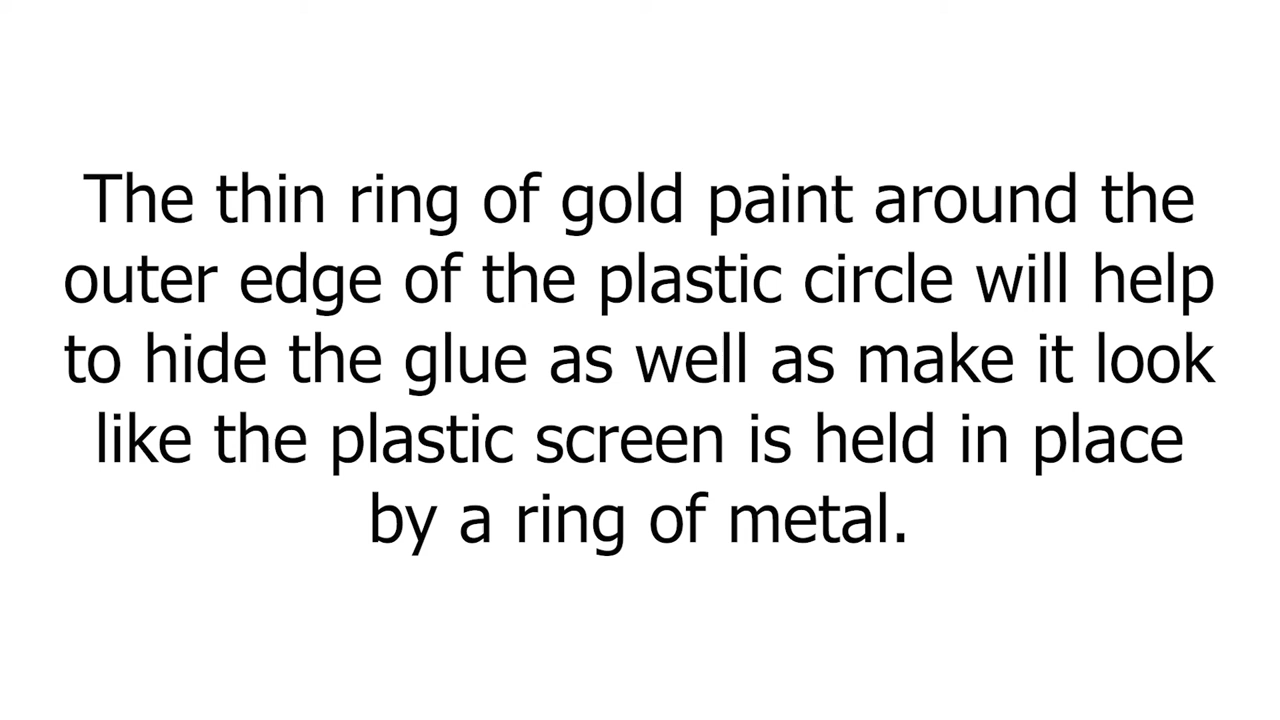 The thin ring of gold paint around the
outer edge of the plastic circle will help
to hide the glue as well as make it look
like the plastic screen is held in place
by a ring of metal.